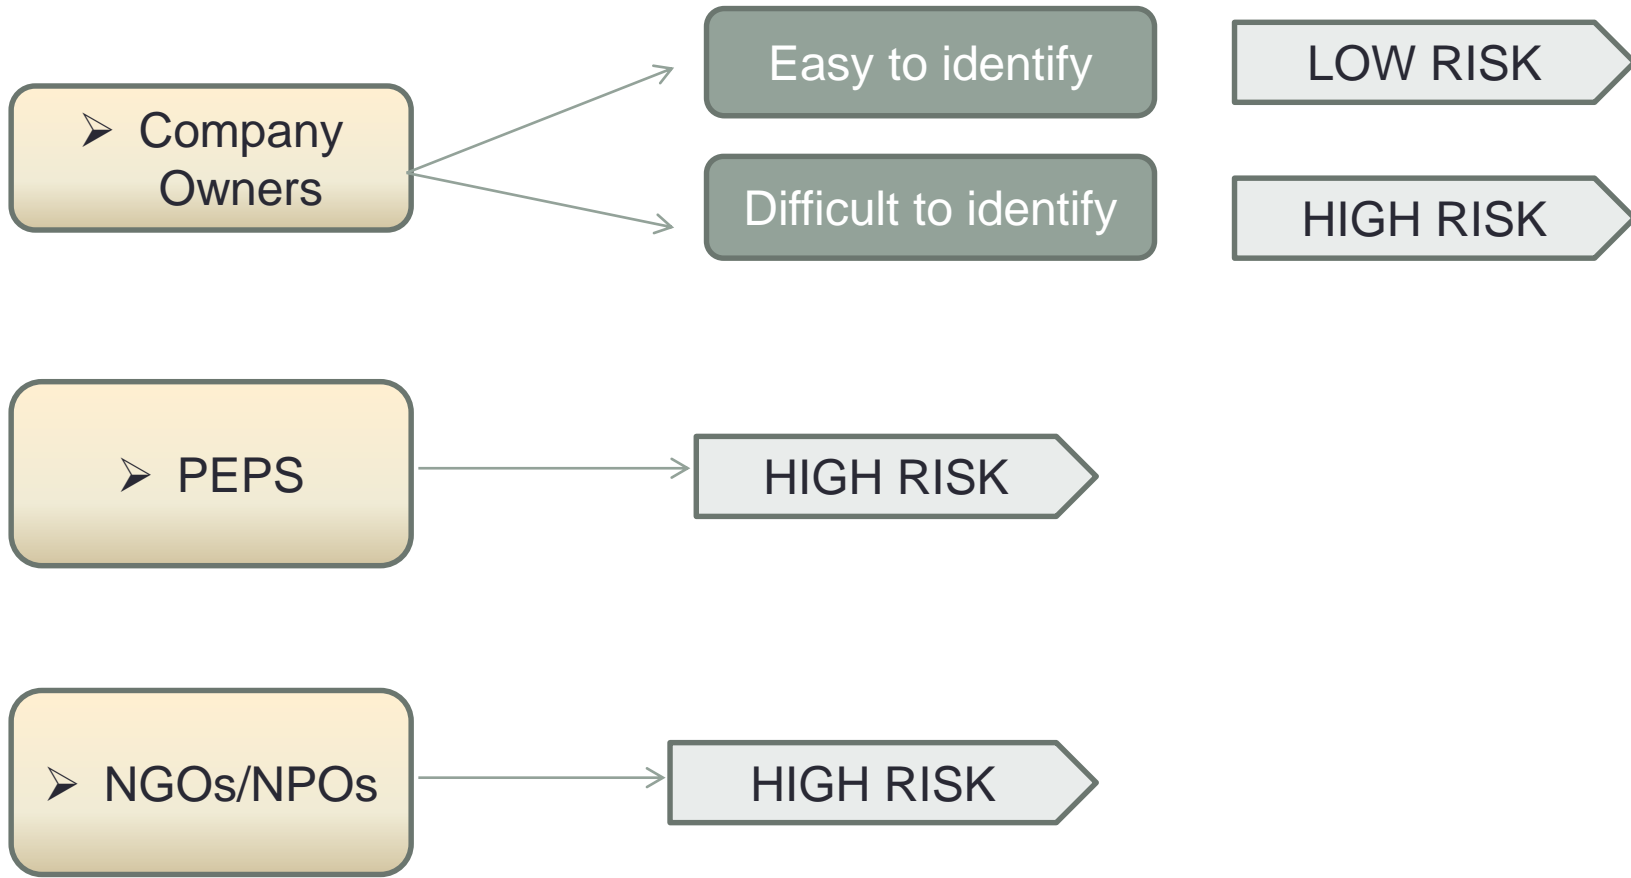 ➢ Company
Owners
Easy to identify
LOW RISK
Difficult to identify
HIGH RISK
➢ PEPS
HIGH RISK
➢ NGOs/NPOs
HIGH RISK